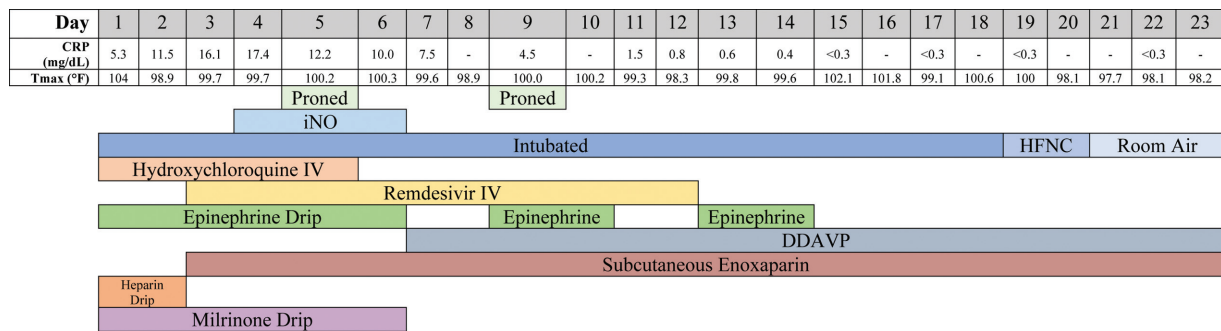 Day 1 2 3 4 5 6 7 8 9 10 11 12 13 14 15 16 17 18 19 20 21 22 23
CRP (mg/dL) 5.3 11.5 16.1 17.4 12.2 10.0 7.5 - 4.5 - 1.5 0.8 0.6 0.4 <0.3 - <0.3 - <0.3 - - <0.3 -
Tmax (°F) 104 98.9 99.7 99.7 100.2 100.3 99.6 98.9 100.0 100.2 99.3 98.3 99.8 99.6 102.1 101.8 99.1 100.6 100 98.1 97.7 98.1 98.2
Proned Proned
iNO
Intubated HFNC Room Air
Hydroxychloroquine IV
Remdesivir IV
Epinephrine Drip Epinephrine Epinephrine
DDAVP
Subcutaneous Enoxaparin
Heparin
Drip
Milrinone Drip